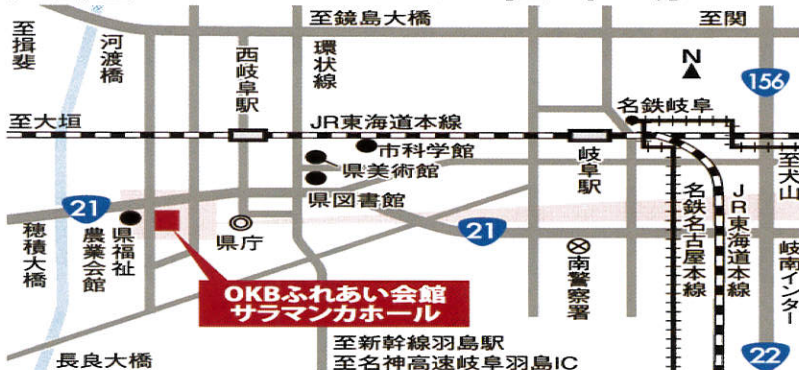 至鏡島大橋
至関
至揖斐
河渡橋
西岐阜駅
環状線
N
156
名鉄岐阜
至大垣
JR東海道本線
市科学館
県美術館
県図書館
岐阜駅
至犬山
21
穂積大橋
農業会館
県福祉
県庁
21
南警察署
名鉄名古屋本線
JR東海道本線
岐南インター
OKBふれあい会館
サラマンカホール
長良大橋
至新幹線羽島駅
至名神高速岐阜羽島IC
22